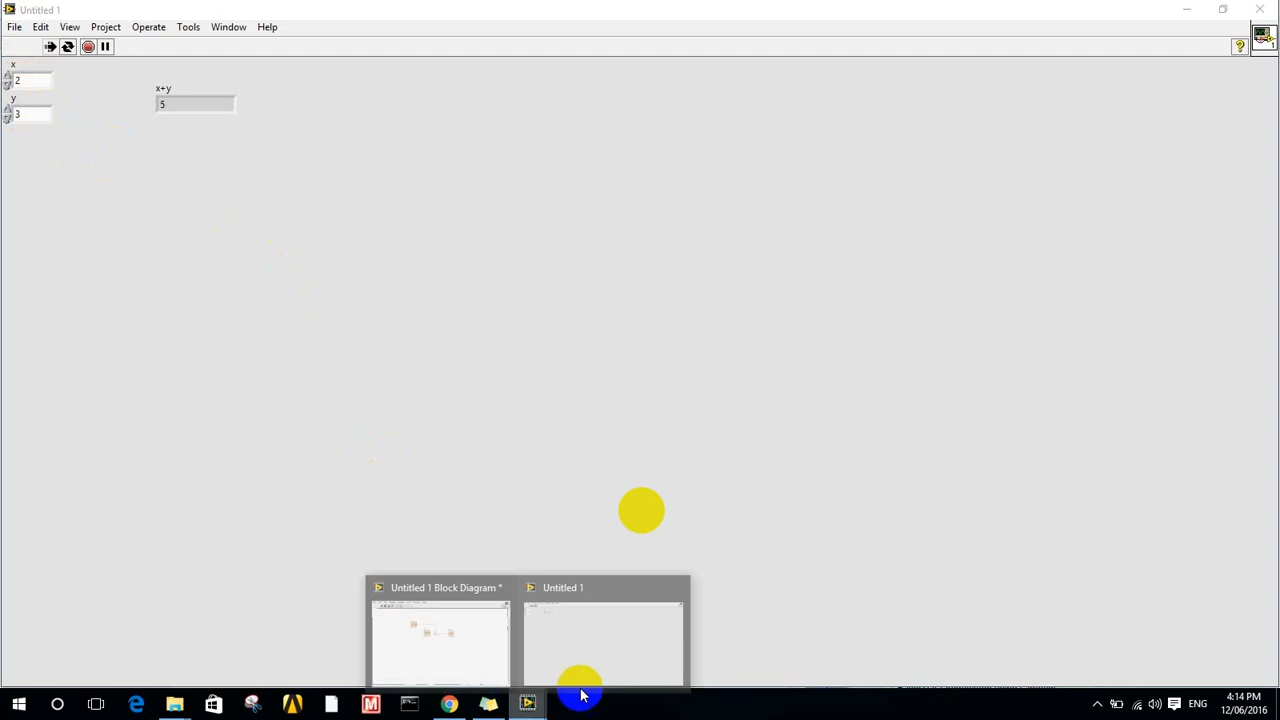 Untitled 1
File Edit View Project Operate Tools Window Help
x
2
x+y
5
y
3
Untitled 1 Block Diagram *
Untitled 1
ENG
4:14 PM
12/06/2016